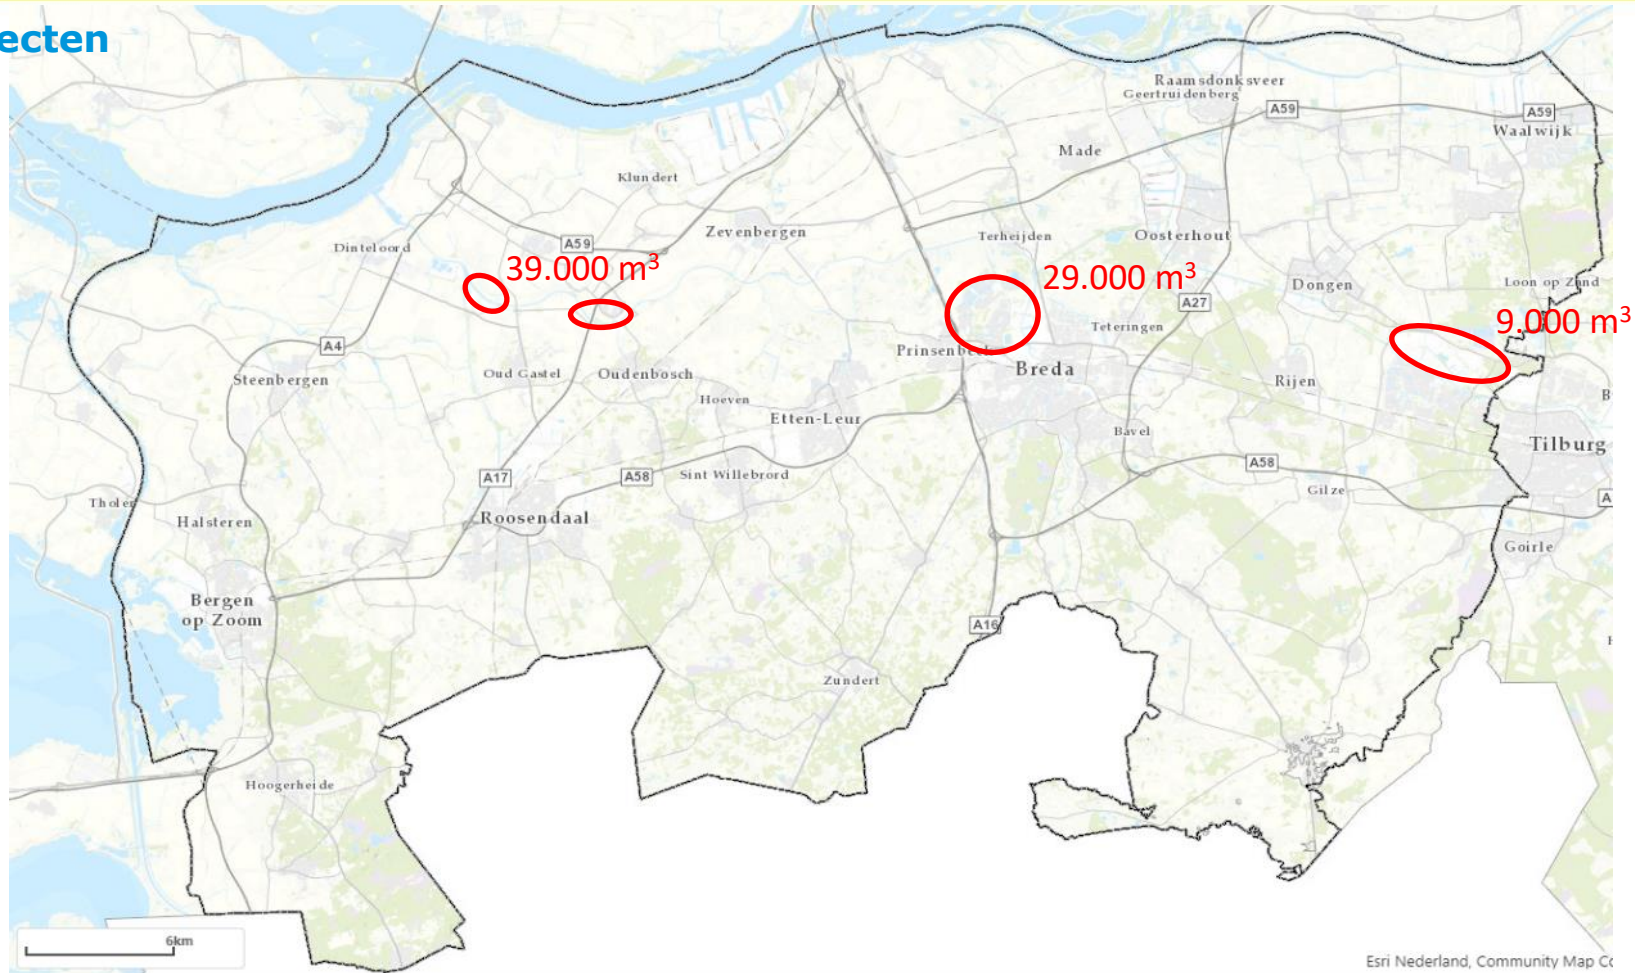 ecten
Raamsdonksveer
Geertruidenberg
A59
A59
Waalwijk
Made
Klundert
Zevenbergen
Terheijden
Oosterhout
Dinteloord
A59
39.000 m³
29.000 m³
Dongen
Loon op Zand
A27
9.000 m³
Teteringen
A4
Prinsenbeek
Breda
Steenbergen
Oud Gastel
Oudenbosch
Rijen
Hoeven
B
Etten-Leur
Bavel
Tilburg
A17
A58
Sint Willebrord
A58
Gilze
A
Tholen
Halsteren
Roosendaal
Goirle
Bergen
op Zoom
A16
Zundert
Hoogerheide
6km
Esri Nederland, Community Map Co